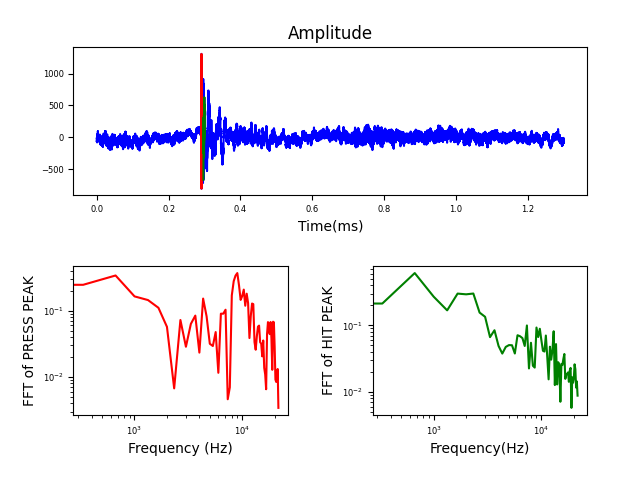 Amplitude
1000
500
0
−500
0.0 0.2 0.4 0.6 0.8 1.0 1.2
Time(ms)
FFT of PRESS PEAK
10⁻¹
10⁻²
10³ 10⁴
Frequency (Hz)
FFT of HIT PEAK
10⁻¹
10⁻²
10³ 10⁴
Frequency(Hz)